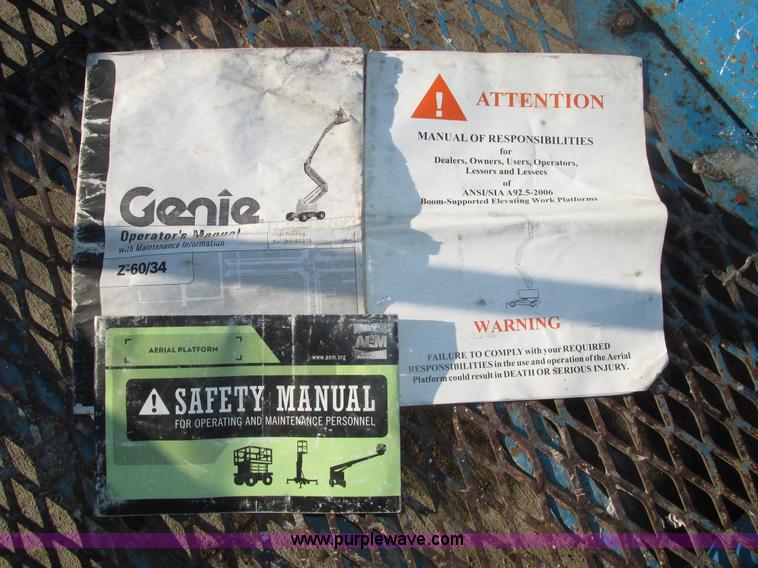 Genie
Operator's Manual
with Maintenance Information
Z-60/34
ATTENTION
MANUAL OF RESPONSIBILITIES
for
Dealers, Owners, Users, Operators,
Lessors and Lessees
of
ANSI/SIA A92.5-2006
Boom-Supported Elevating Work Platforms
WARNING
FAILURE TO COMPLY with your REQUIRED
RESPONSIBILITIES in the use and operation of the Aerial
Platform could result in DEATH OR SERIOUS INJURY.
AERIAL PLATFORM
www.aem.org
AEM
SAFETY MANUAL
FOR OPERATING AND MAINTENANCE PERSONNEL
www.purplewave.com